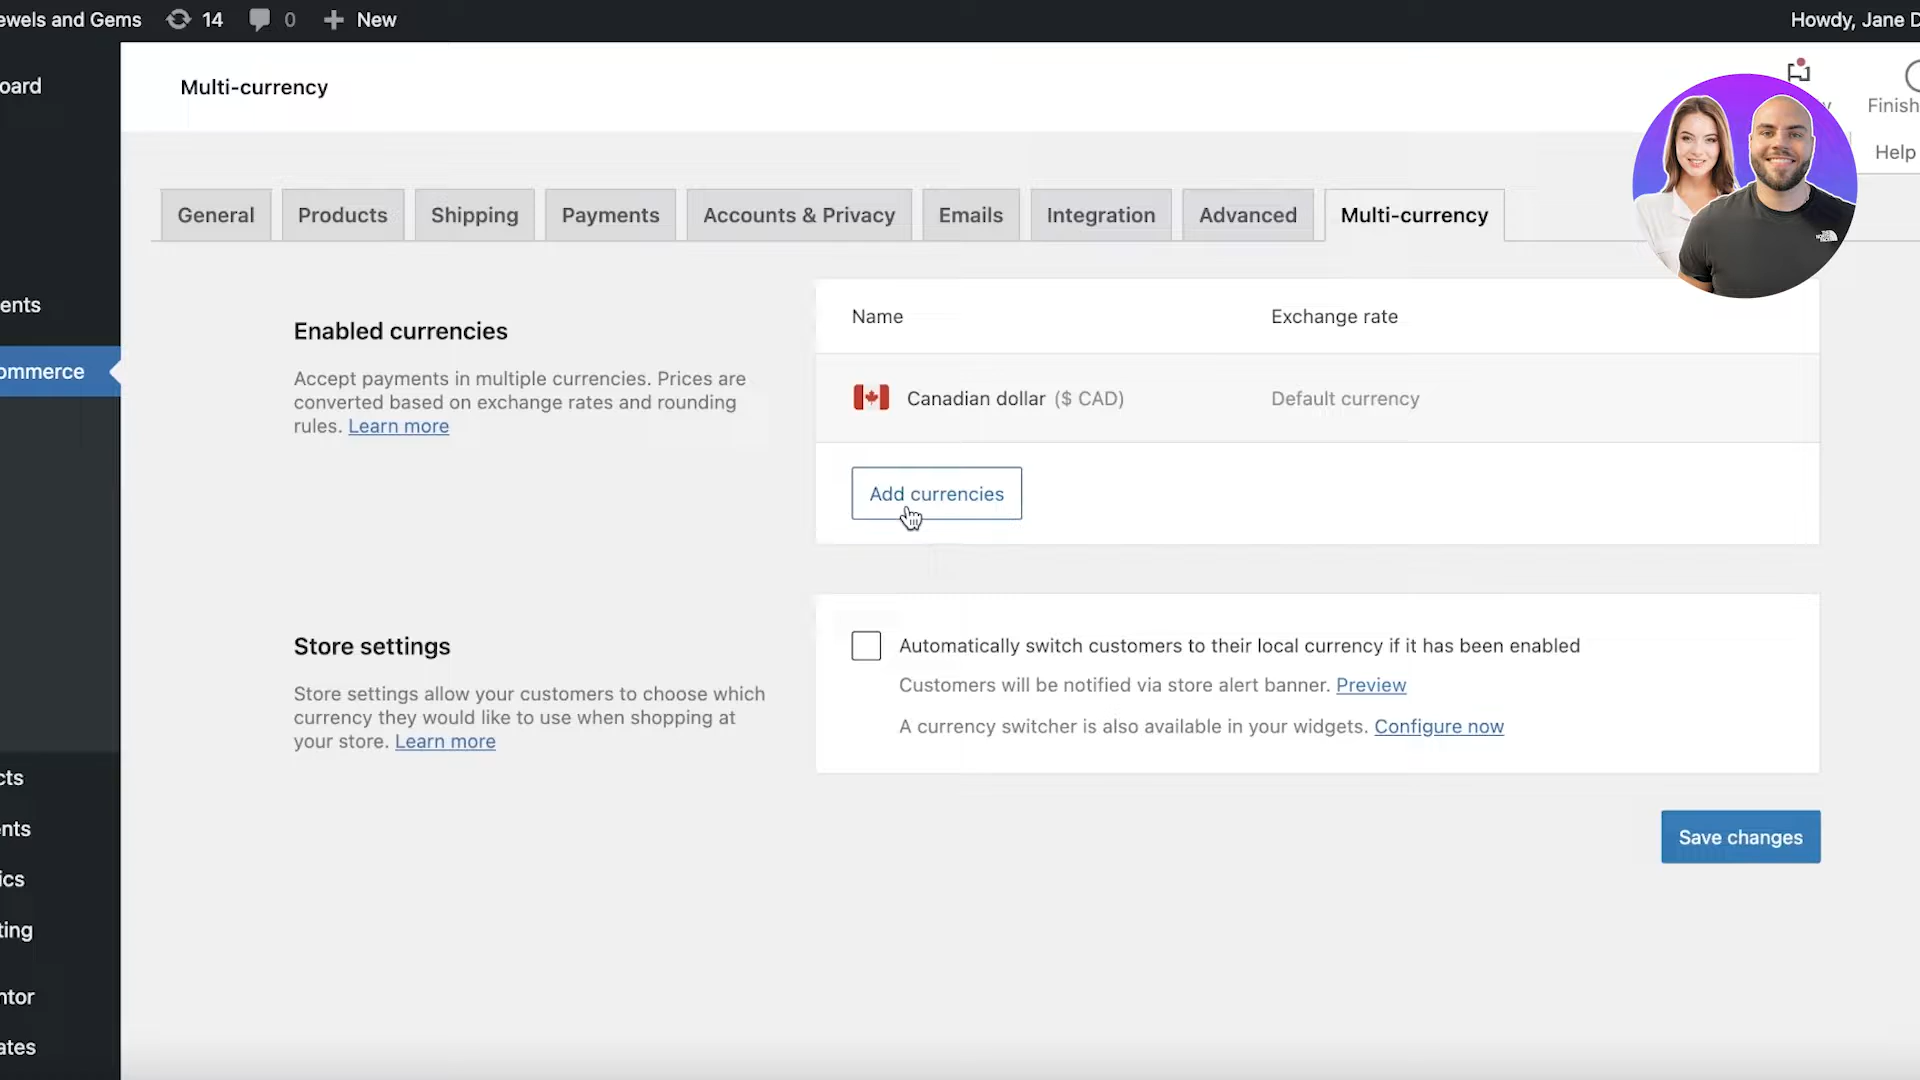 ewels and Gems 14 0 New Howdy, Jane D
oard
Multi-currency
Finish
Help
General Products Shipping Payments Accounts & Privacy Emails Integration Advanced Multi-currency
ents
ommerce
cts
nts
ics
ting
ntor
ates
Enabled currencies
Accept payments in multiple currencies. Prices are
converted based on exchange rates and rounding
rules. Learn more
Name Exchange rate
Canadian dollar ($ CAD) Default currency
Add currencies
Store settings
Store settings allow your customers to choose which
currency they would like to use when shopping at
your store. Learn more
Automatically switch customers to their local currency if it has been enabled
Customers will be notified via store alert banner. Preview
A currency switcher is also available in your widgets. Configure now
Save changes